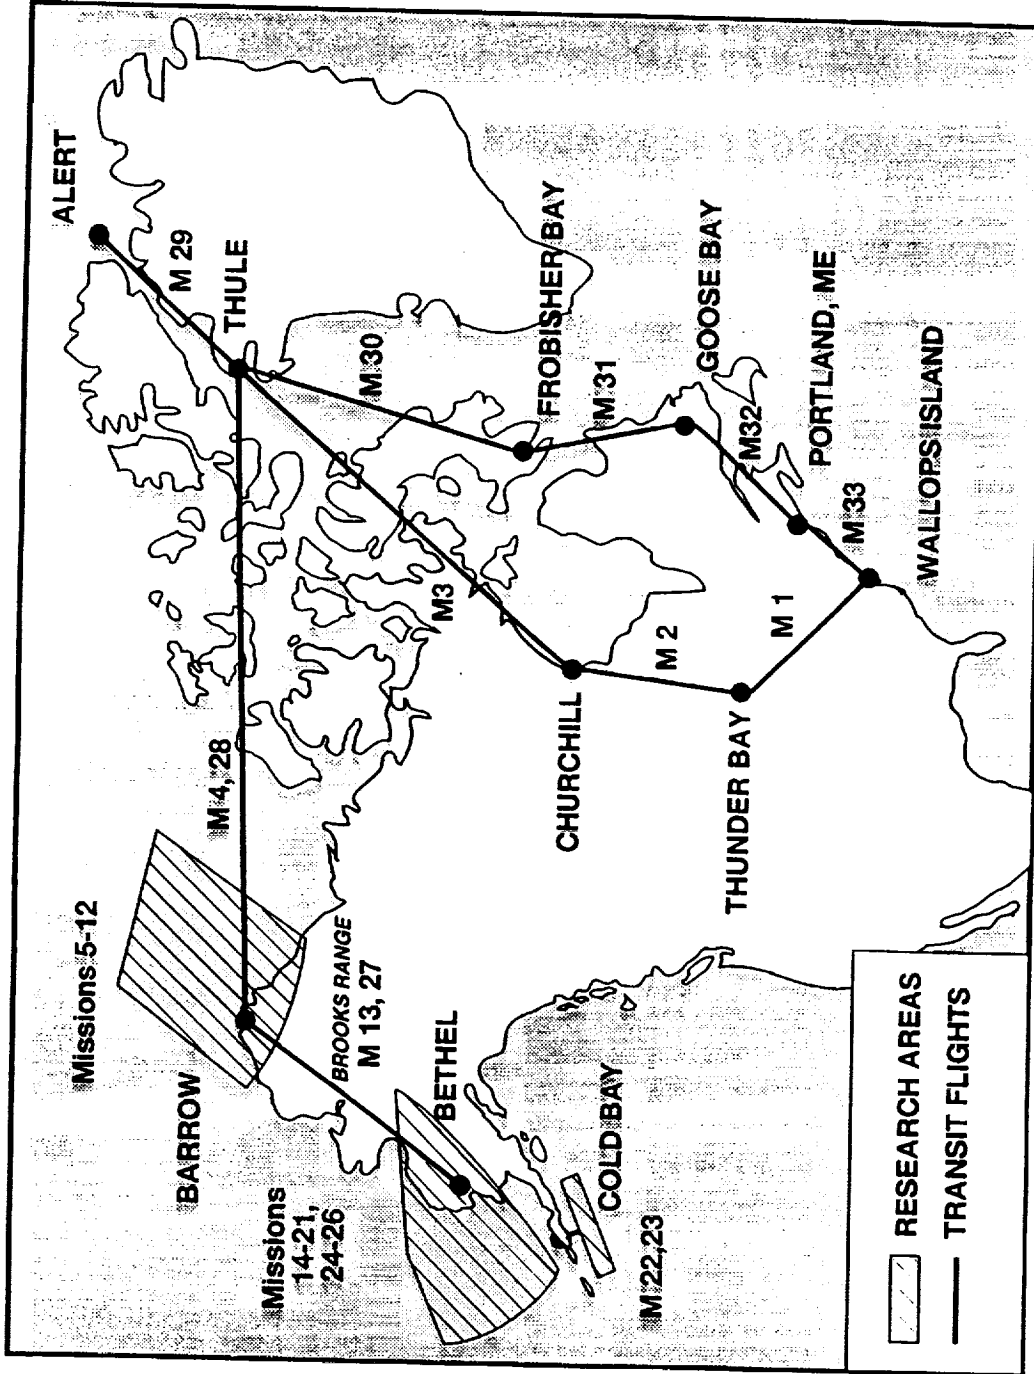 ALERT
M 29
THULE
M 30
FROBISHER BAY
M 31
GOOSE BAY
M32
PORTLAND, ME
M 33
WALLOPS ISLAND
M 1
M 2
M3
CHURCHILL
THUNDER BAY
M 4, 28
Missions 5-12
BARROW
BROOKS RANGE
M 13, 27
BETHEL
Missions
14-21,
24-26
COLD BAY
M 22,23
RESEARCH AREAS
TRANSIT FLIGHTS